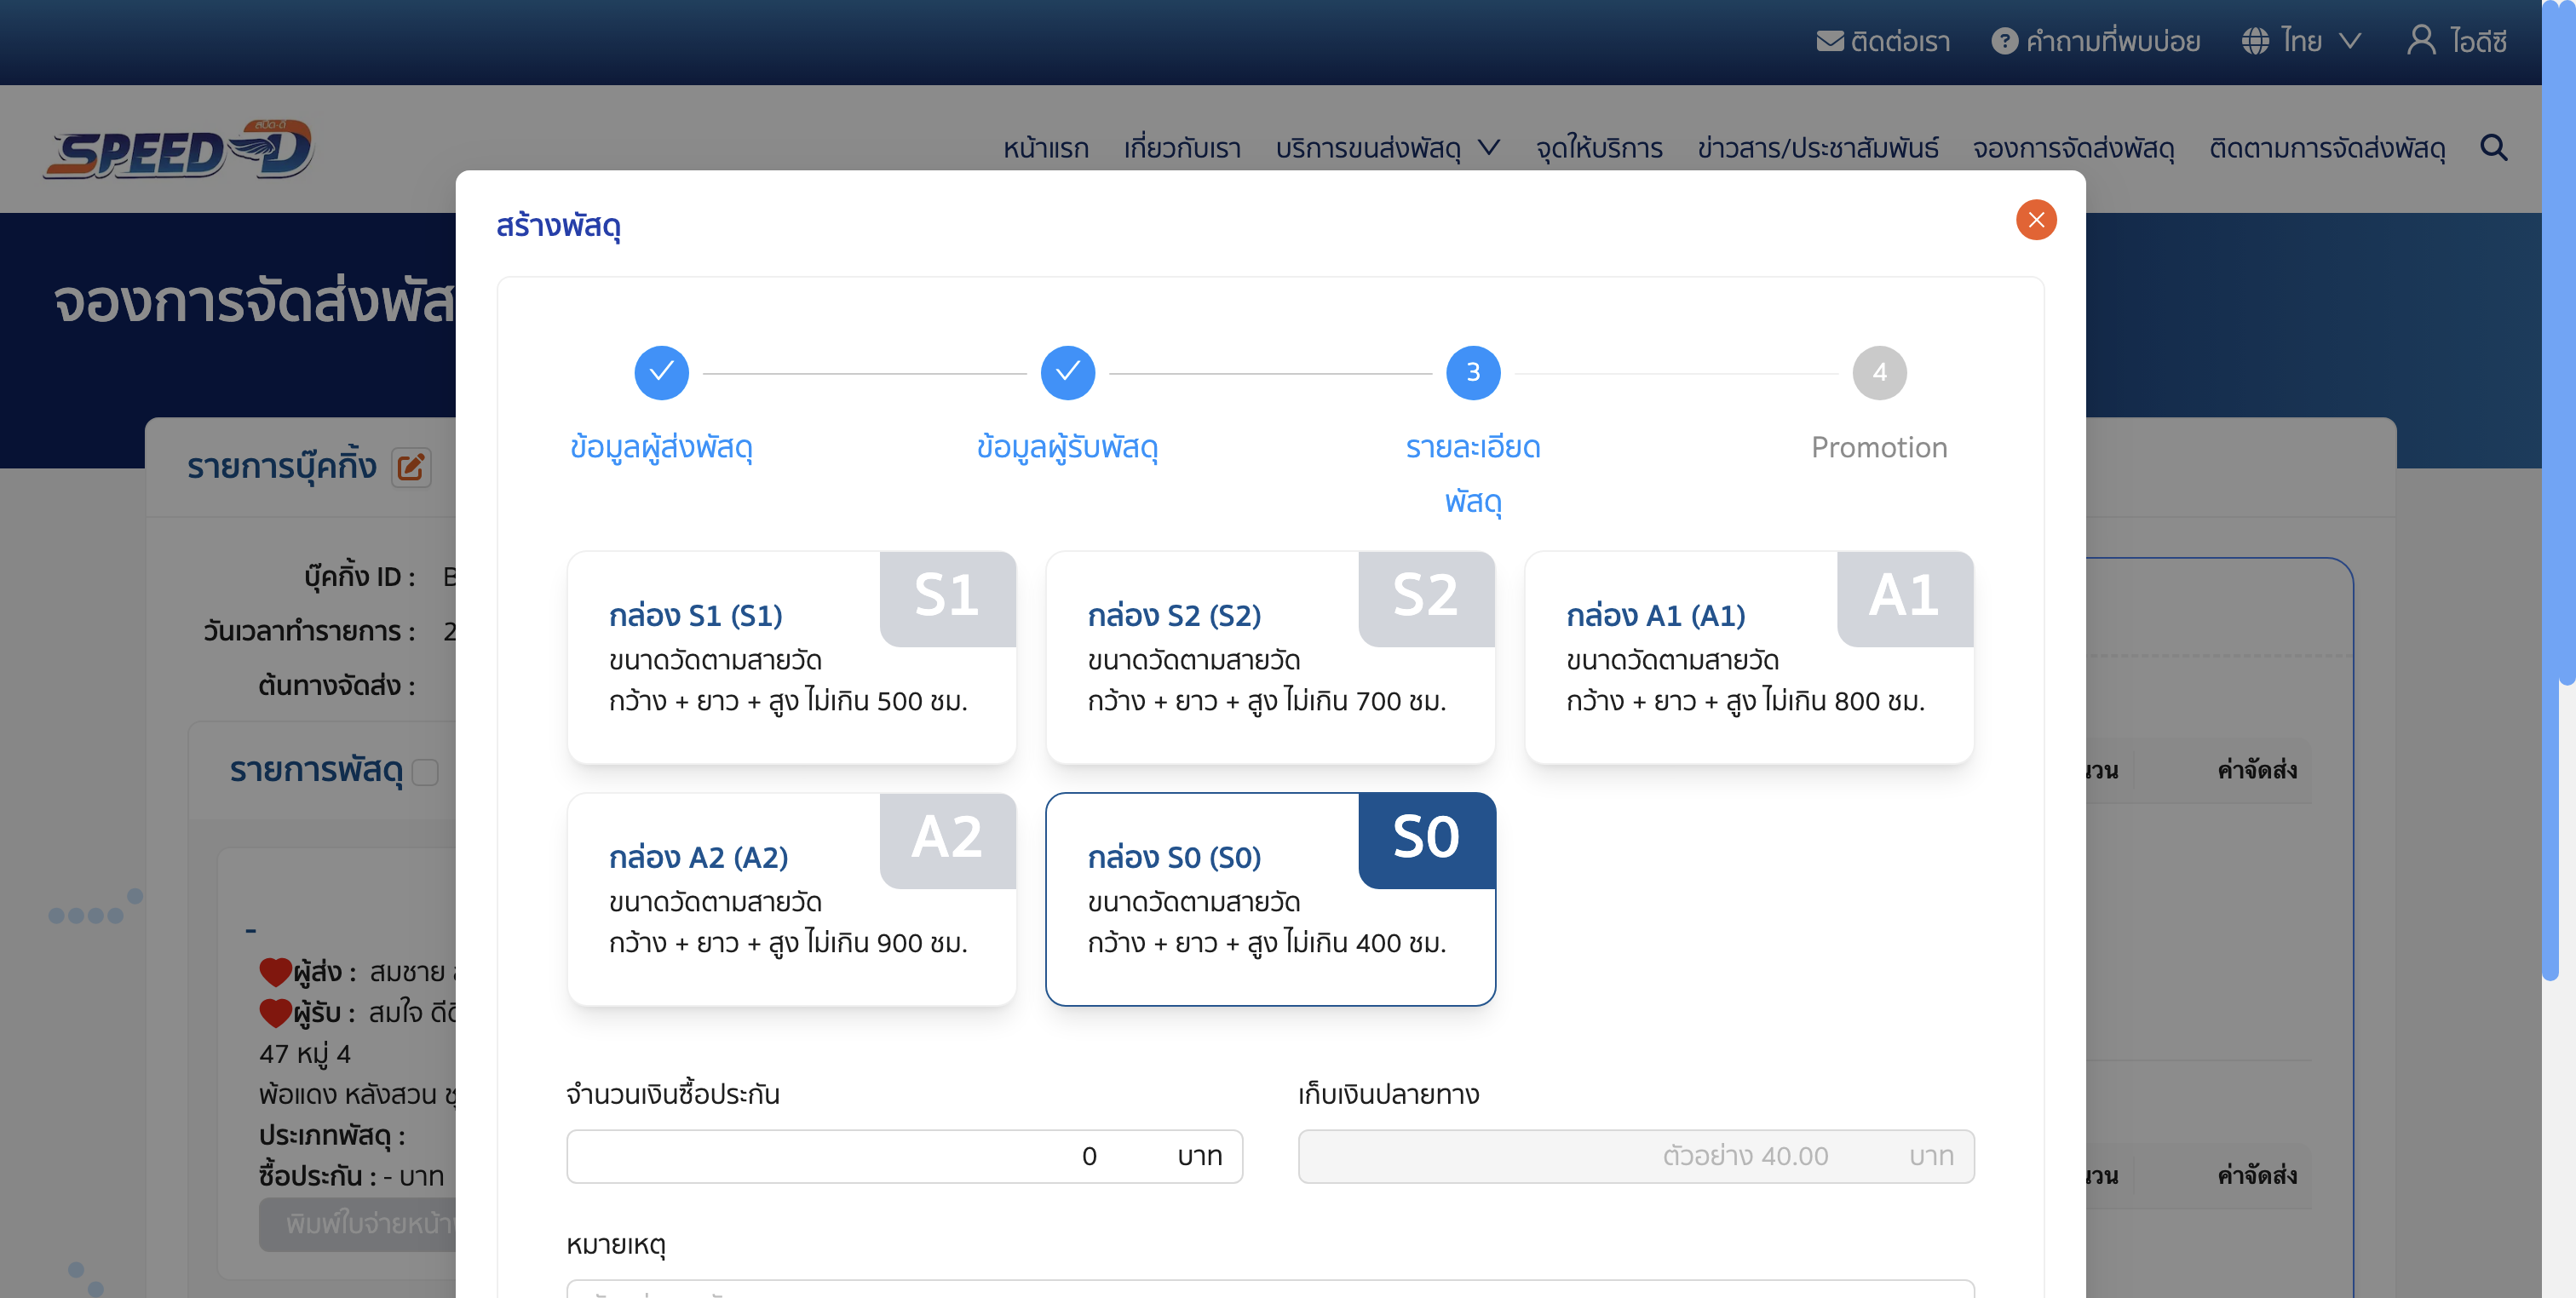 ติดต่อเรา
คำถามที่พบบ่อย
ไทย
ไอดีซี
สปีด-ดี
SPEED-D
หน้าแรก
เกี่ยวกับเรา
บริการขนส่งพัสดุ
จุดให้บริการ
ข่าวสาร/ประชาสัมพันธ์
จองการจัดส่งพัสดุ
ติดตามการจัดส่งพัสดุ
จองการจัดส่งพัส
รายการบุ๊คกิ้ง
บุ๊คกิ้ง ID : B
วันเวลาทำรายการ : 2
ต้นทางจัดส่ง :
รายการพัสดุ
-
ผู้ส่ง : สมชาย
ผู้รับ : สมใจ
47 หมู่ 4
พ้อแดง หลังสวน
ประเภทพัสดุ :
ซื้อประกัน : - บาท
พิมพ์ใบจ่ายหน้า
สร้างพัสดุ
3
4
ข้อมูลผู้ส่งพัสดุ
ข้อมูลผู้รับพัสดุ
รายละเอียด
พัสดุ
Promotion
S1
กล่อง S1 (S1)
ขนาดวัดตามสายวัด
กว้าง + ยาว + สูง ไม่เกิน 500 ซม.
S2
กล่อง S2 (S2)
ขนาดวัดตามสายวัด
กว้าง + ยาว + สูง ไม่เกิน 700 ซม.
A1
กล่อง A1 (A1)
ขนาดวัดตามสายวัด
กว้าง + ยาว + สูง ไม่เกิน 800 ซม.
A2
กล่อง A2 (A2)
ขนาดวัดตามสายวัด
กว้าง + ยาว + สูง ไม่เกิน 900 ซม.
S0
กล่อง S0 (S0)
ขนาดวัดตามสายวัด
กว้าง + ยาว + สูง ไม่เกิน 400 ซม.
จำนวนเงินซื้อประกัน
0 บาท
เก็บเงินปลายทาง
ตัวอย่าง 40.00 บาท
หมายเหตุ
ค่าจัดส่ง
ค่าจัดส่ง